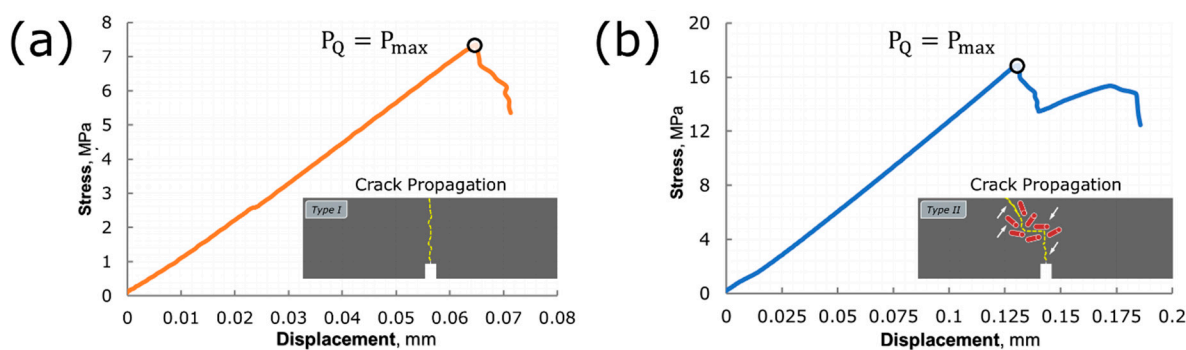 (a)
P_Q = P_max
8
7
6
5
4
3
2
1
0
Stress, MPa
Crack Propagation
Type I
0 0.01 0.02 0.03 0.04 0.05 0.06 0.07 0.08
Displacement, mm
(b)
P_Q = P_max
20
16
12
8
4
0
Stress, MPa
Crack Propagation
Type II
0 0.025 0.05 0.075 0.1 0.125 0.15 0.175 0.2
Displacement, mm